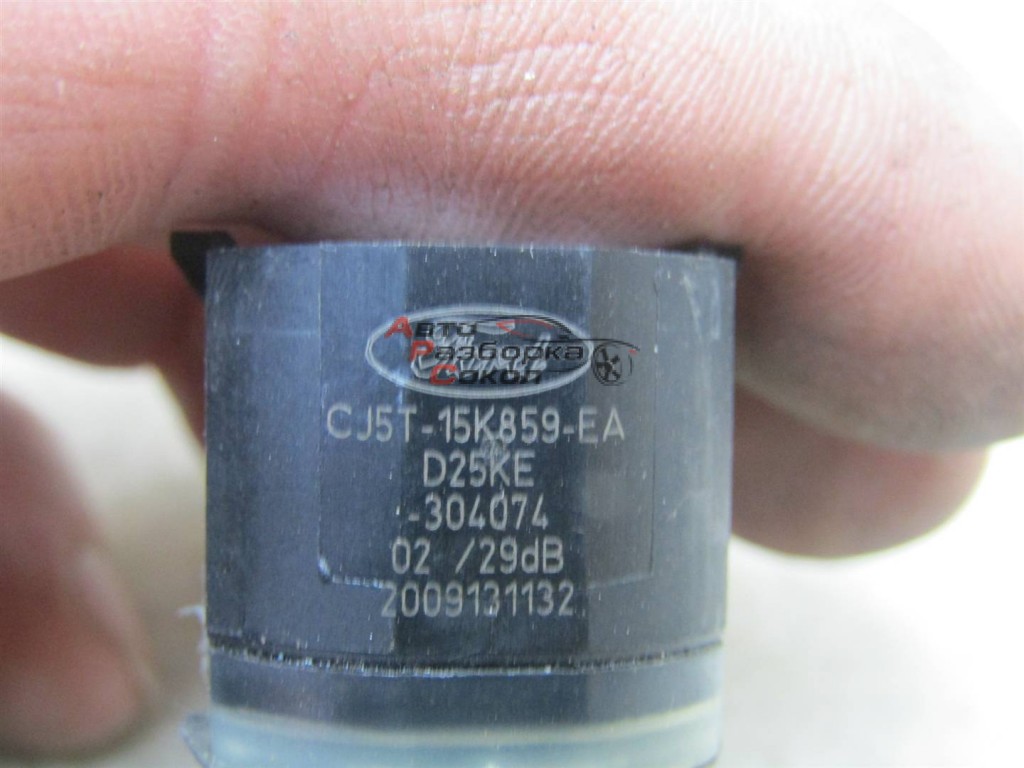 Авто
Разборка
Сокол
CJ5T-15K859-EA
D25KE
-304074
02 /29dB
2009131132